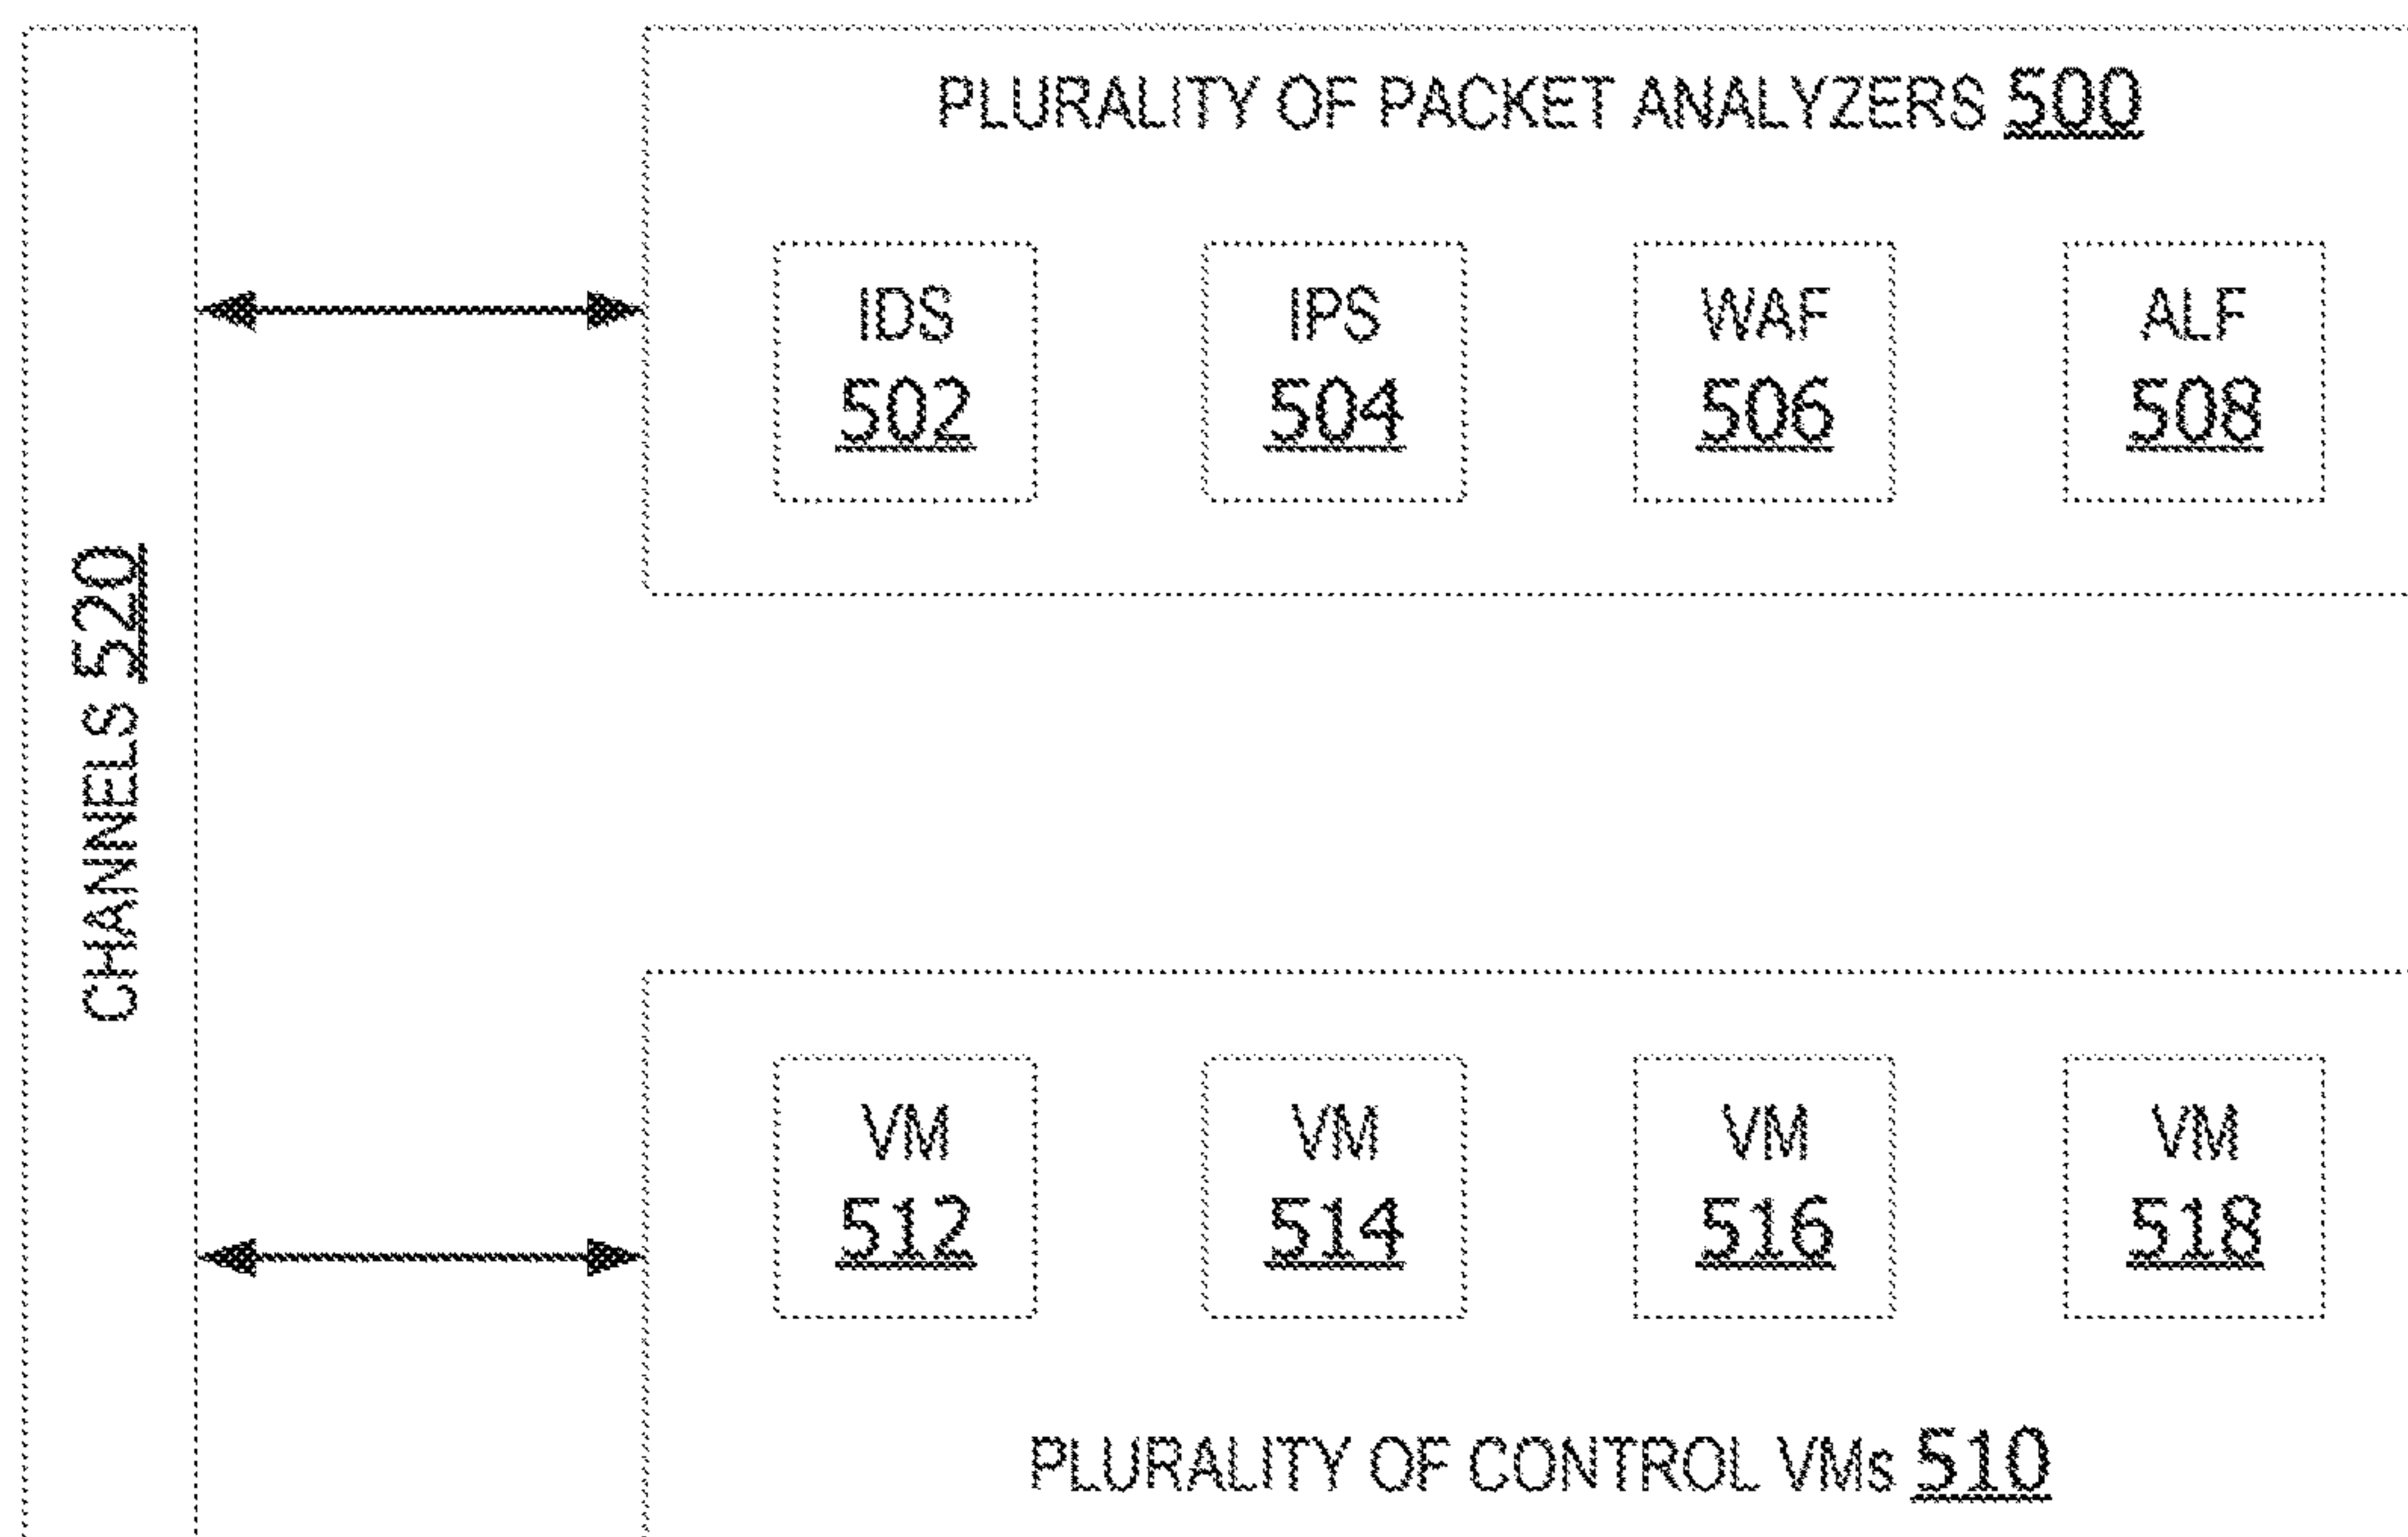 PLURALITY OF PACKET ANALYZERS 500
IDS
502
IPS
504
WAF
506
ALF
508
CHANNELS 520
VM
512
VM
514
VM
516
VM
518
PLURALITY OF CONTROL VMs 510